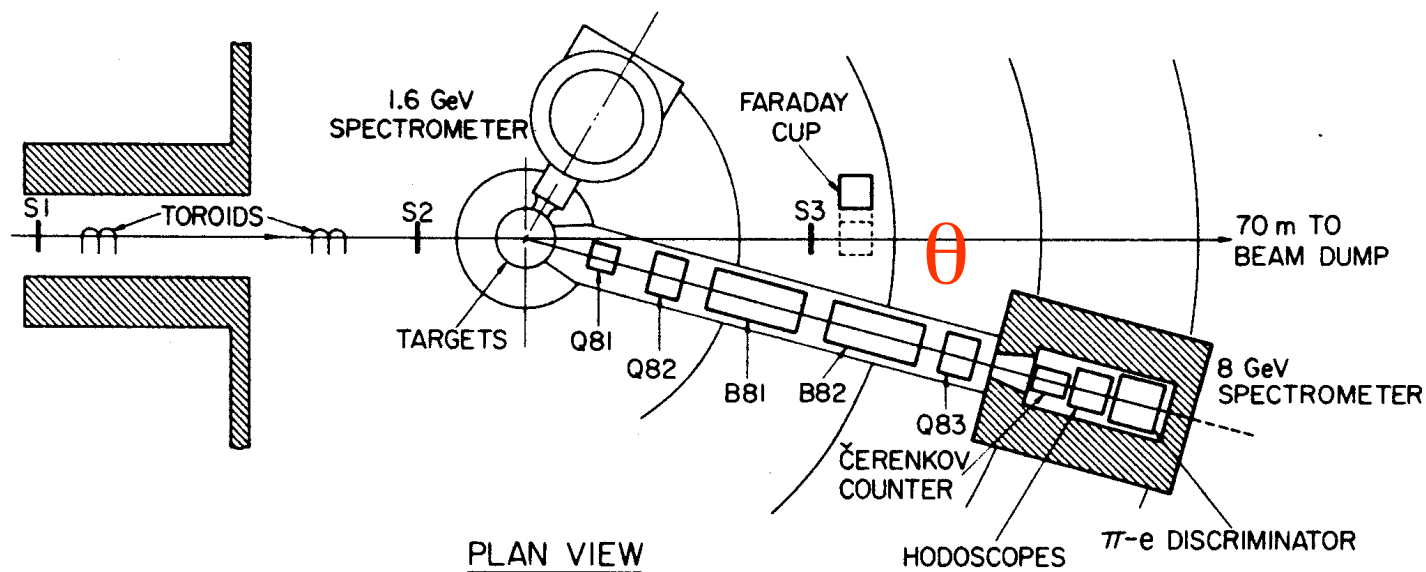 1.6 GeV
SPECTROMETER
FARADAY
CUP
S1
TOROIDS
S2
S3
θ
70 m TO
BEAM DUMP
TARGETS
Q81
Q82
B81
B82
Q83
8 GeV
SPECTROMETER
ČERENKOV
COUNTER
HODOSCOPES
π-e DISCRIMINATOR
PLAN VIEW